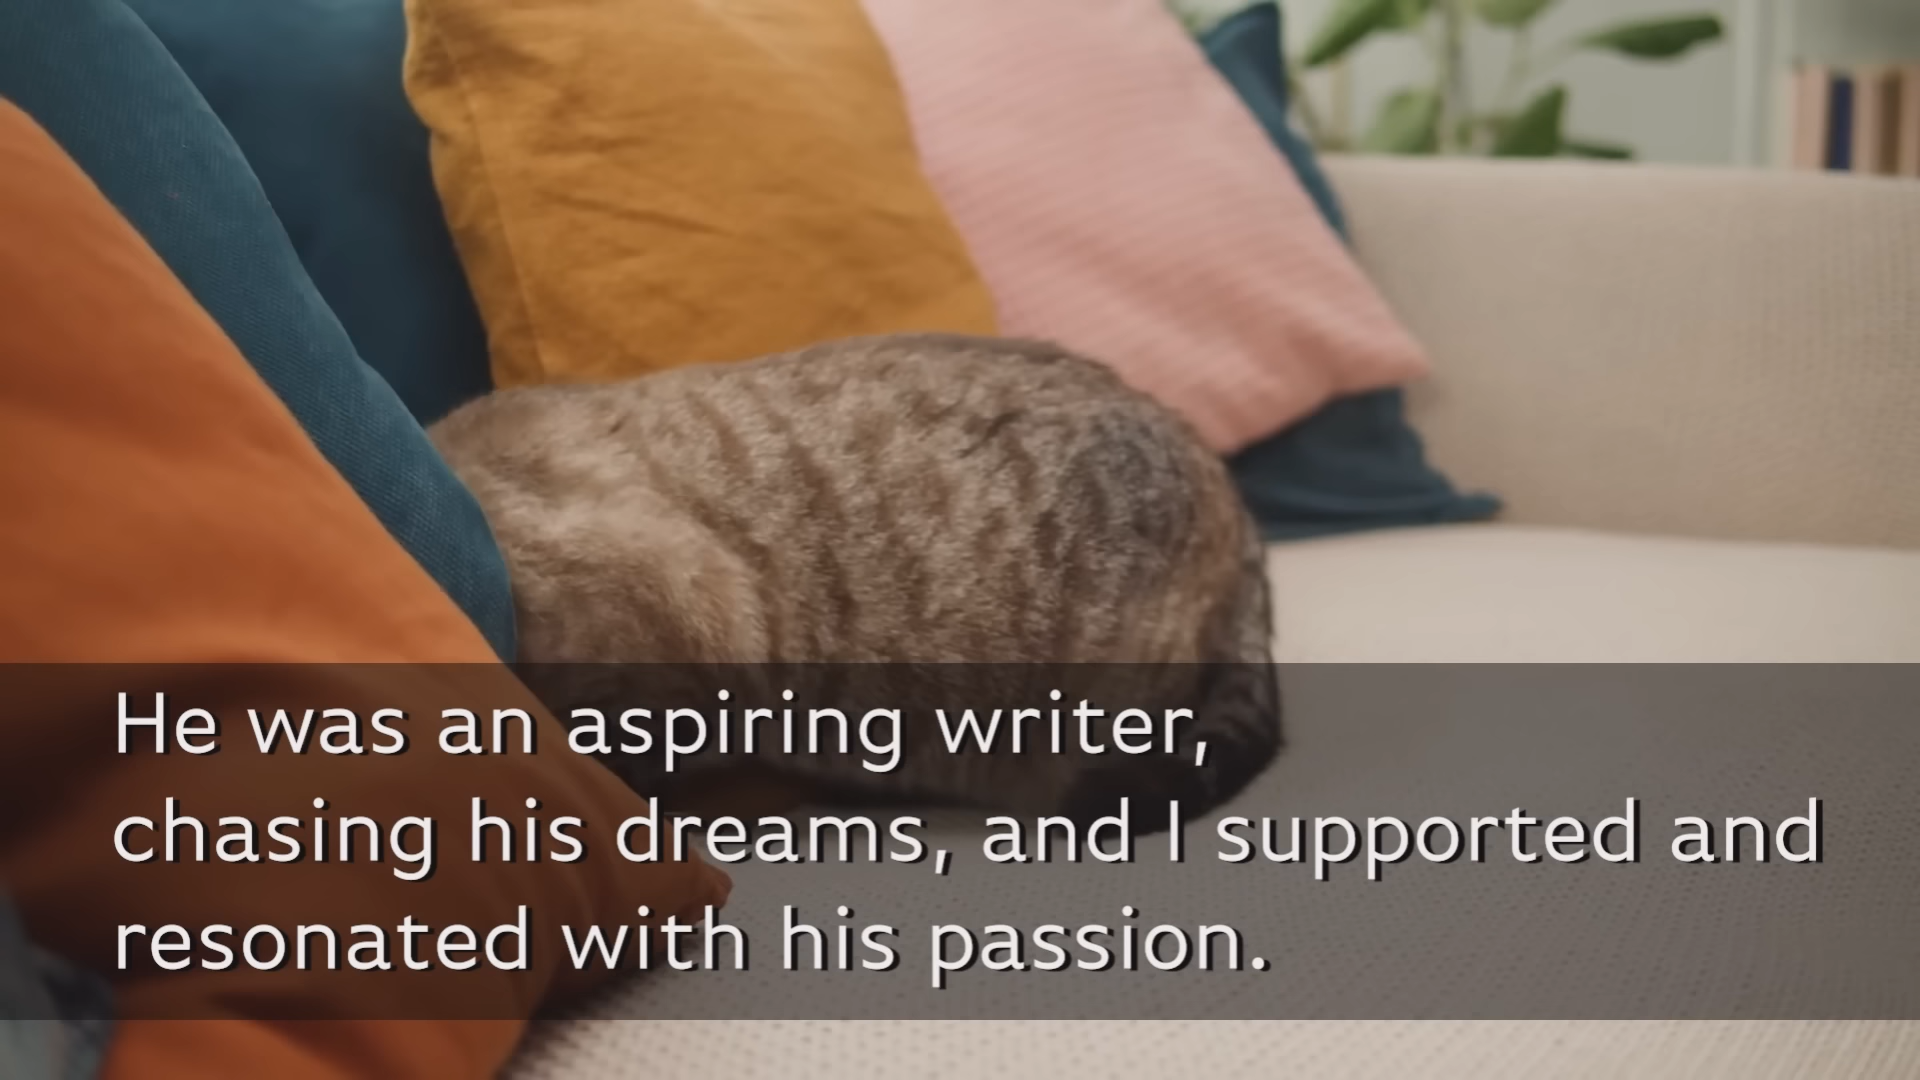 He was an aspiring writer,
chasing his dreams, and I supported and
resonated with his passion.